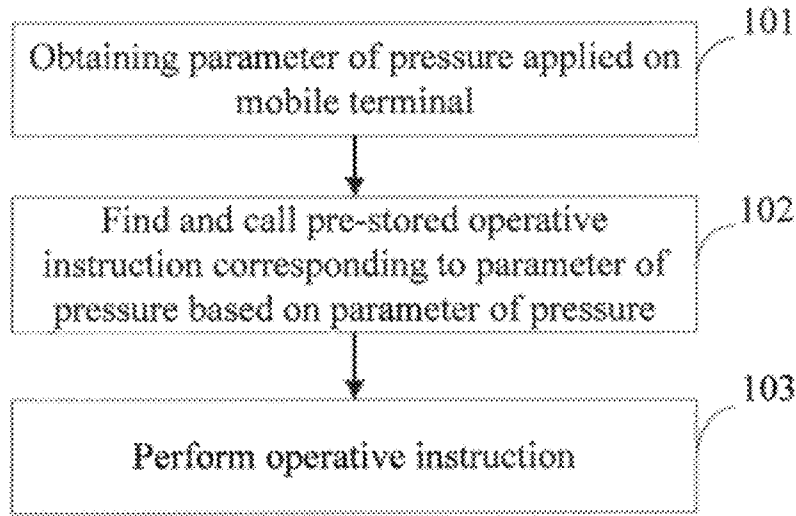 101
Obtaining parameter of pressure applied on
mobile terminal
102
Find and call pre-stored operative
instruction corresponding to parameter of
pressure based on parameter of pressure
103
Perform operative instruction